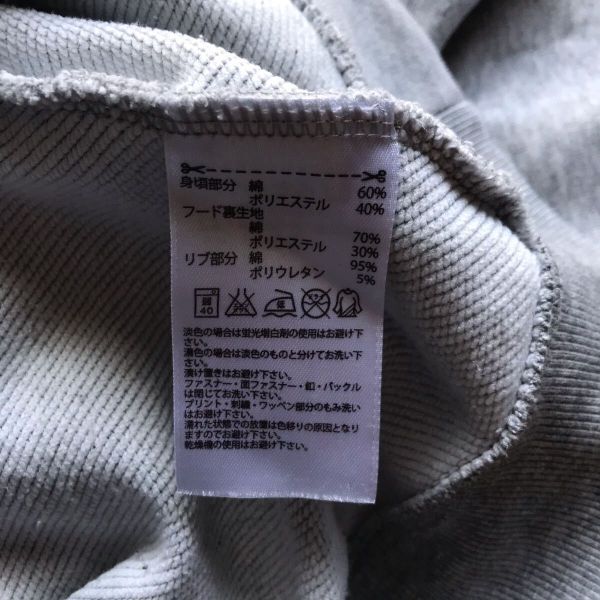 身頃部分 綿 60%
ポリエステル 40%
フード裏生地
綿 70%
ポリエステル 30%
リブ部分 綿 95%
ポリウレタン 5%
弱
40
低
淡色の場合は蛍光増白剤の使用はお避け下
さい。
濃色の場合は淡色のものと分けてお洗い下
さい。
漬け置きはお避け下さい。
ファスナー・面ファスナー・釦・バックル
は閉じてお洗い下さい。
プリント・刺繍・ワッペン部分のもみ洗い
はお避け下さい。
濡れた状態での放置は色移りの原因となり
ますのでお避け下さい。
乾燥機の使用はお避け下さい。